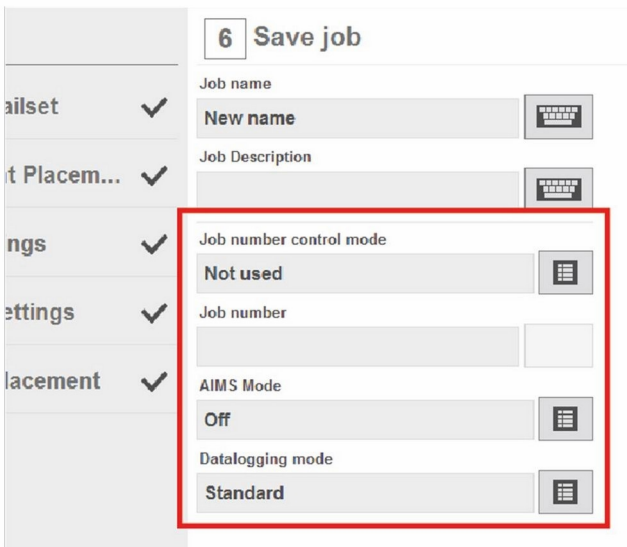 6 Save job
Job name
ailset
New name
Job Description
t Placem...
Job number control mode
ngs
Not used
ettings
Job number
lacement
AIMS Mode
Off
Datalogging mode
Standard